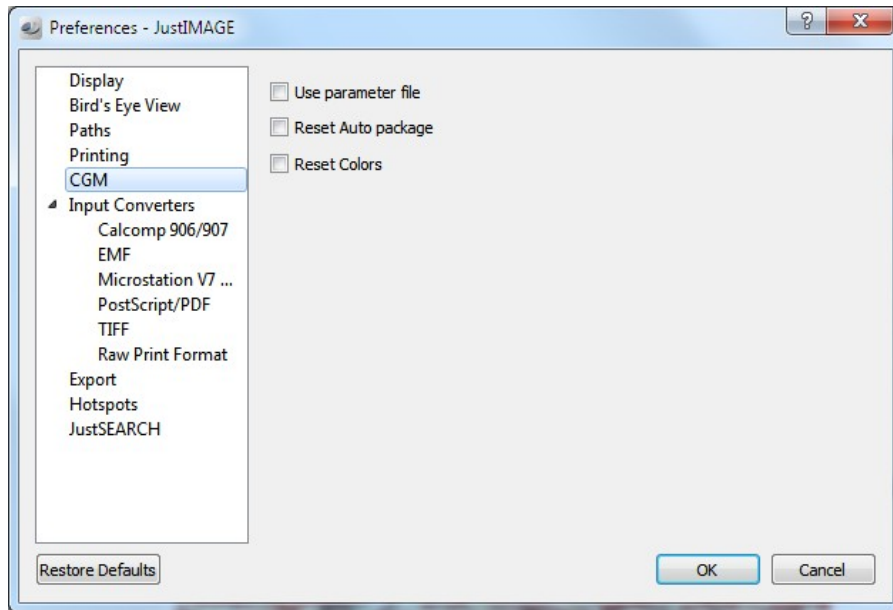 Preferences - JustIMAGE
Display
Bird's Eye View
Paths
Printing
CGM
Input Converters
Calcomp 906/907
EMF
Microstation V7 ...
PostScript/PDF
TIFF
Raw Print Format
Export
Hotspots
JustSEARCH
Use parameter file
Reset Auto package
Reset Colors
Restore Defaults
OK
Cancel